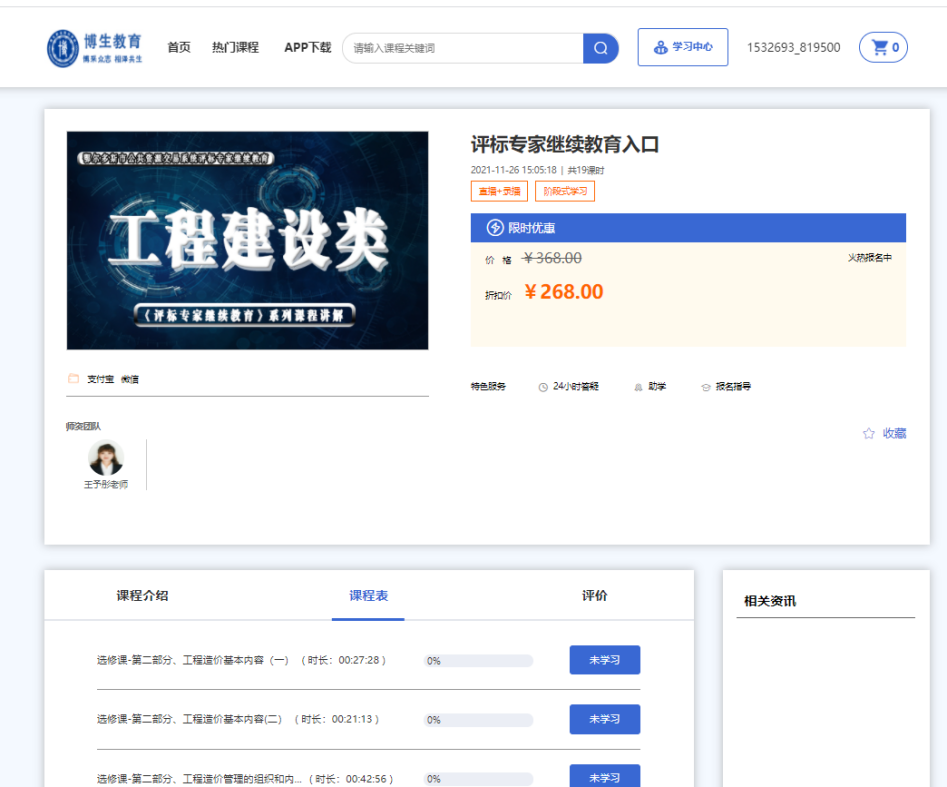 博生教育
博采众志 相泽共生
首页
热门课程
APP下载
请输入课程关键词
学习中心
1532693_819500
0
工程建设类
《评标专家继续教育》系列课程讲解
评标专家继续教育入口
2021-11-26 15:05:18 | 共19课时
直播+录播
阶段式学习
限时优惠
价 格 ￥368.00
火热报名中
折扣价 ￥268.00
支付宝 微信
特色服务
24小时答疑
助学
报名指导
师资团队
收藏
王予彤老师
课程介绍
课程表
评价
相关资讯
选修课-第二部分、工程造价基本内容（一）（ 时长：00:27:28 ）
0%
未学习
选修课-第二部分、工程造价基本内容(二) （ 时长：00:21:13 ）
0%
未学习
选修课-第二部分、工程造价管理的组织和内... （ 时长：00:42:56 ）
0%
未学习